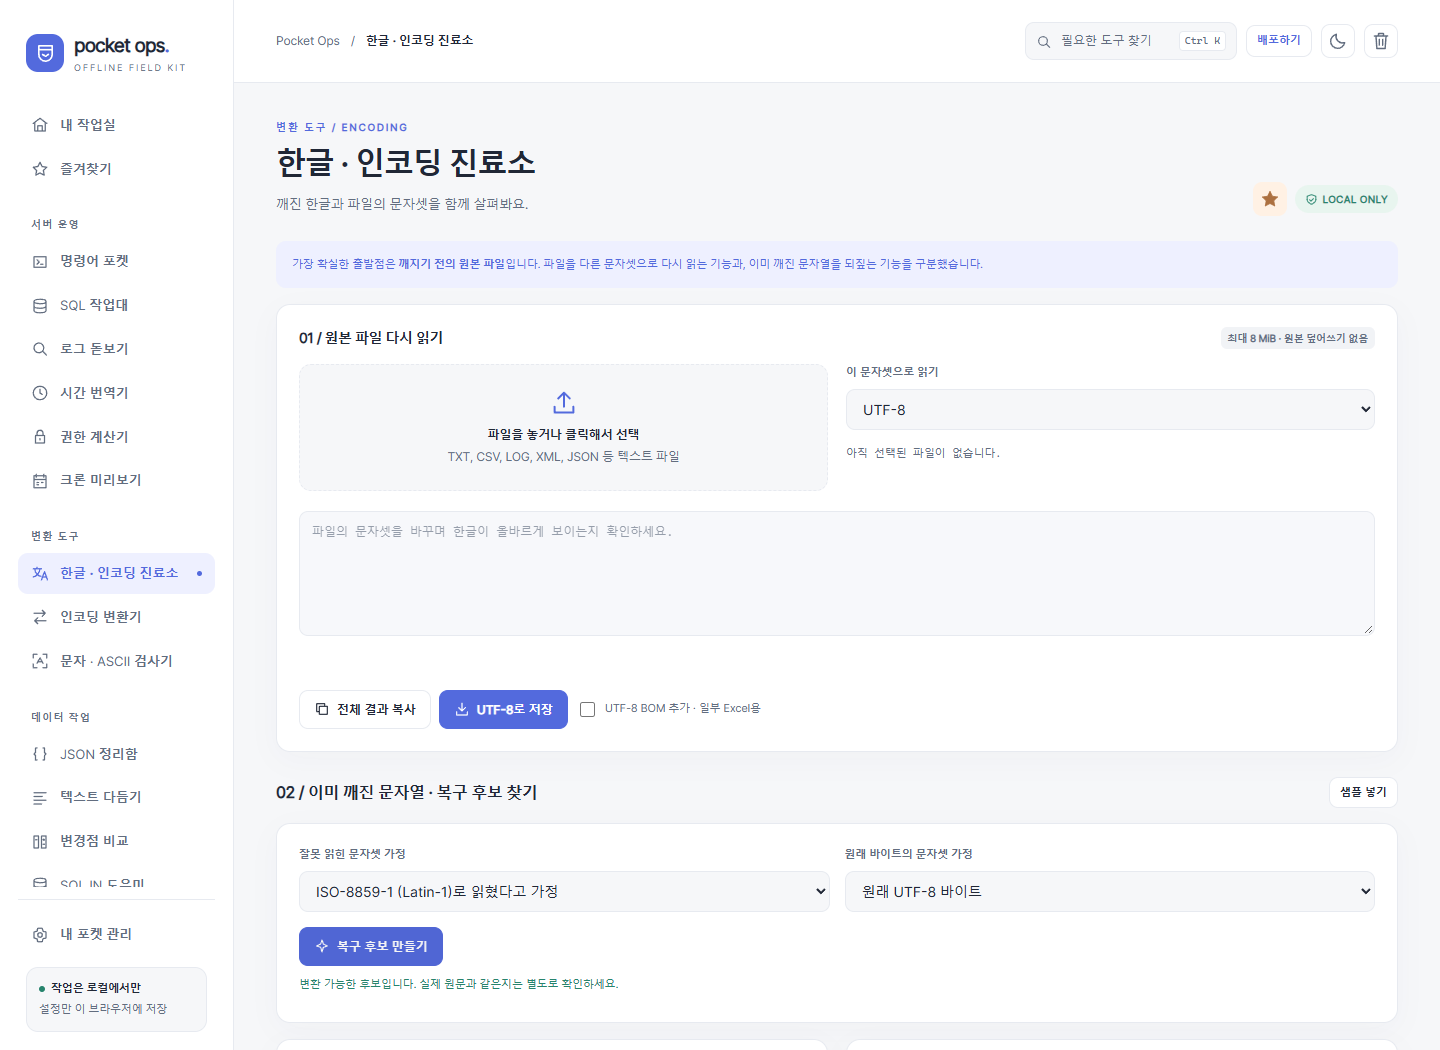 pocket ops.
OFFLINE FIELD KIT
내 작업실
즐겨찾기
서버 운영
명령어 포켓
SQL 작업대
로그 돋보기
시간 번역기
권한 계산기
크론 미리보기
변환 도구
한글 · 인코딩 진료소
인코딩 변환기
문자 · ASCII 검사기
데이터 작업
JSON 정리함
텍스트 다듬기
변경점 비교
SQL IN 도우미
내 포켓 관리
작업은 로컬에서만
설정만 이 브라우저에 저장
Pocket Ops / 한글 · 인코딩 진료소
필요한 도구 찾기 Ctrl K
배포하기
변환 도구 / ENCODING
한글 · 인코딩 진료소
깨진 한글과 파일의 문자셋을 함께 살펴봐요.
LOCAL ONLY
가장 확실한 출발점은 깨지기 전의 원본 파일입니다. 파일을 다른 문자셋으로 다시 읽는 기능과, 이미 깨진 문자열을 되짚는 기능을 구분했습니다.
01 / 원본 파일 다시 읽기
최대 8 MiB · 원본 덮어쓰기 없음
파일을 놓거나 클릭해서 선택
TXT, CSV, LOG, XML, JSON 등 텍스트 파일
이 문자셋으로 읽기
UTF-8
아직 선택된 파일이 없습니다.
파일의 문자셋을 바꾸며 한글이 올바르게 보이는지 확인하세요.
전체 결과 복사
UTF-8로 저장
UTF-8 BOM 추가 · 일부 Excel용
02 / 이미 깨진 문자열 · 복구 후보 찾기
샘플 넣기
잘못 읽힌 문자셋 가정
ISO-8859-1 (Latin-1)로 읽혔다고 가정
원래 바이트의 문자셋 가정
원래 UTF-8 바이트
복구 후보 만들기
변환 가능한 후보입니다. 실제 원문과 같은지는 별도로 확인하세요.